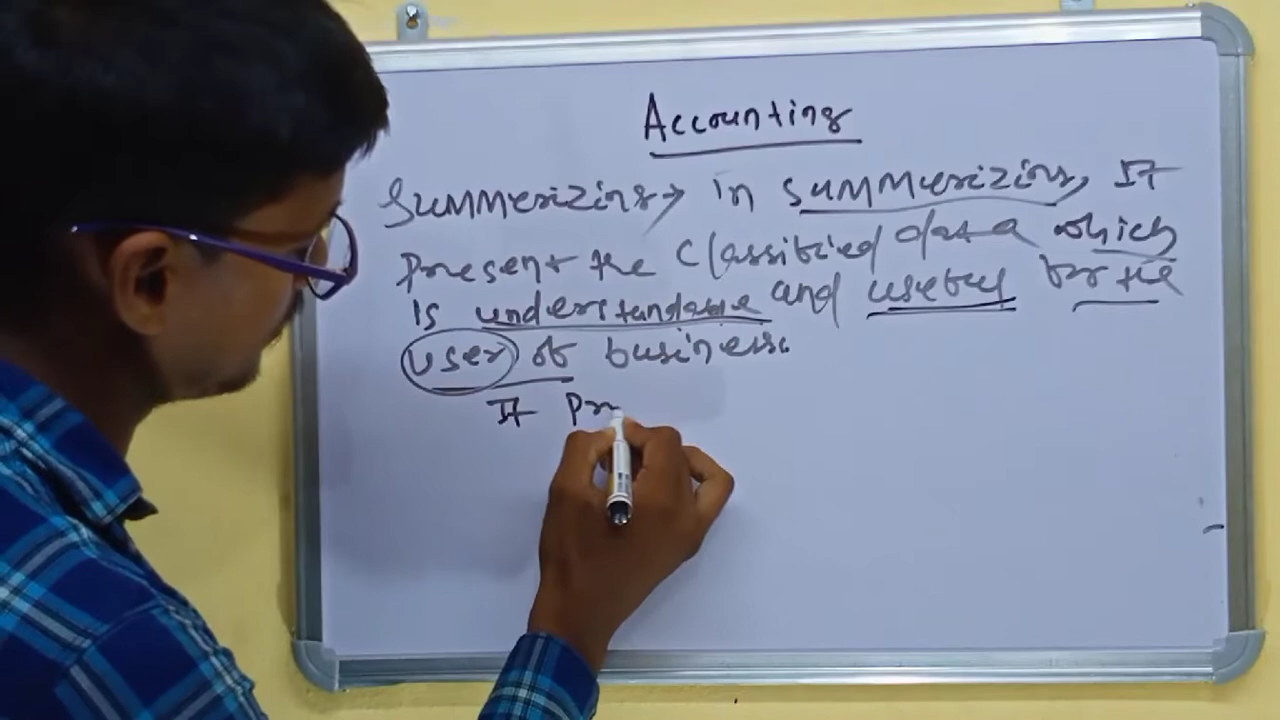 Accounting
Summerizing → in summerizing, It
Present the classified data which
is understandable and useful for the
user of business.
It Pr